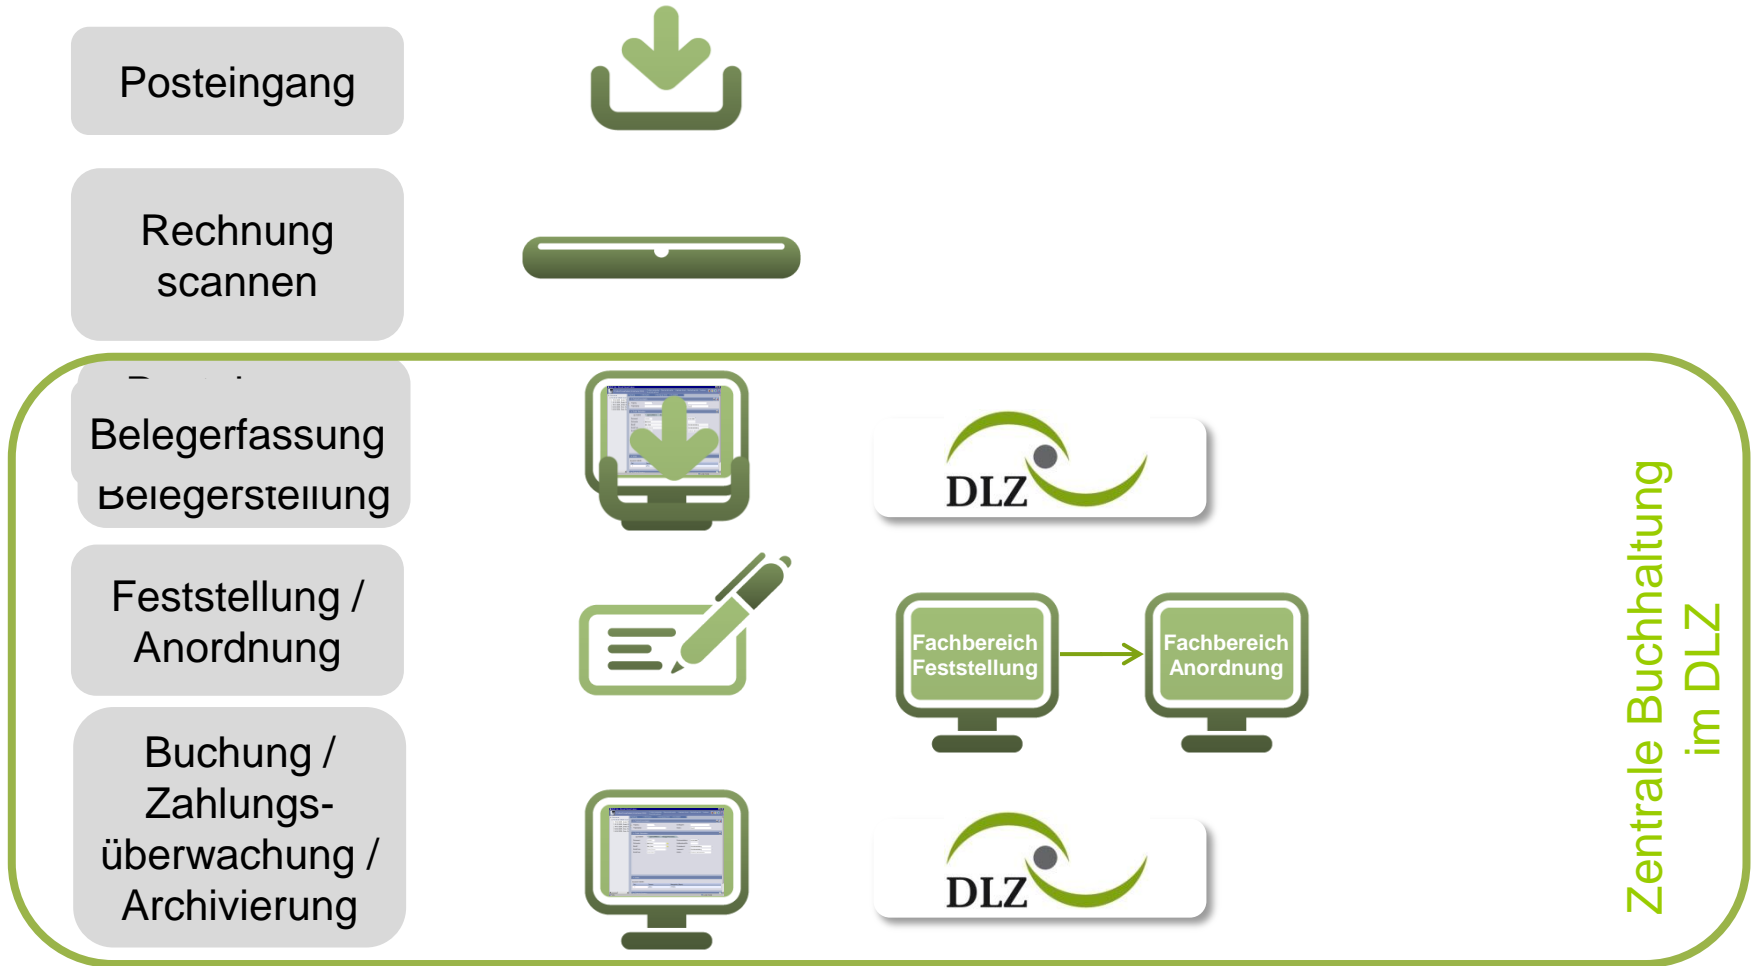 Posteingang
Rechnung
scannen
Belegerfassung
Belegerstellung
DLZ
Feststellung /
Anordnung
Fachbereich
Feststellung
Fachbereich
Anordnung
Buchung /
Zahlungs-
überwachung /
Archivierung
DLZ
Zentrale Buchhaltung
im DLZ